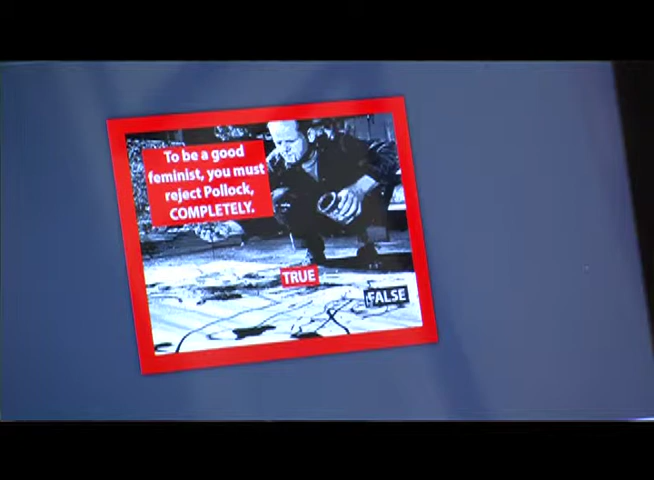 To be a good
feminist, you must
reject Pollock,
COMPLETELY.
TRUE
FALSE